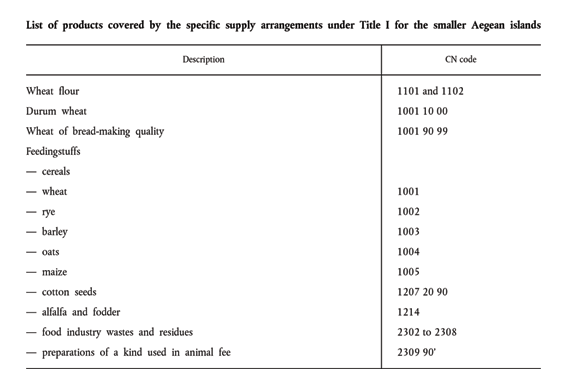 List of products covered by the specific supply arrangements under Title I for the smaller Aegean islands
Description CN code
Wheat flour 1101 and 1102
Durum wheat 1001 10 00
Wheat of bread-making quality 1001 90 99
Feedingstuffs
— cereals
— wheat 1001
— rye 1002
— barley 1003
— oats 1004
— maize 1005
— cotton seeds 1207 20 90
— alfalfa and fodder 1214
— food industry wastes and residues 2302 to 2308
— preparations of a kind used in animal fee 2309 90'